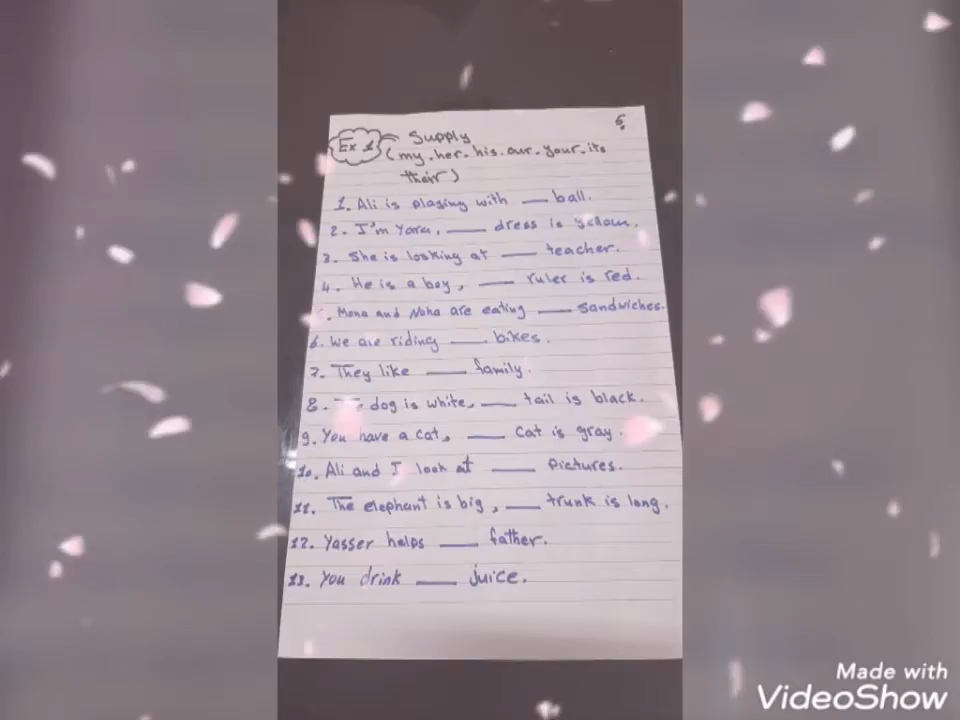 6
Ex 1 Supply
(my - her - his - our - your - its
their)
1. Ali is playing with ___ ball.
2. I'm Yara, ___ dress is yellow.
3. She is looking at ___ teacher.
4. He is a boy, ___ ruler is red.
. Mona and Noha are eating ___ sandwiches.
6. We are riding ___ bikes.
7. They like ___ family.
8. dog is white, ___ tail is black.
9. You have a cat, ___ cat is gray.
10. Ali and I look at ___ pictures.
11. The elephant is big, ___ trunk is long.
12. Yasser helps ___ father.
13. You drink ___ juice.
Made with
VideoShow